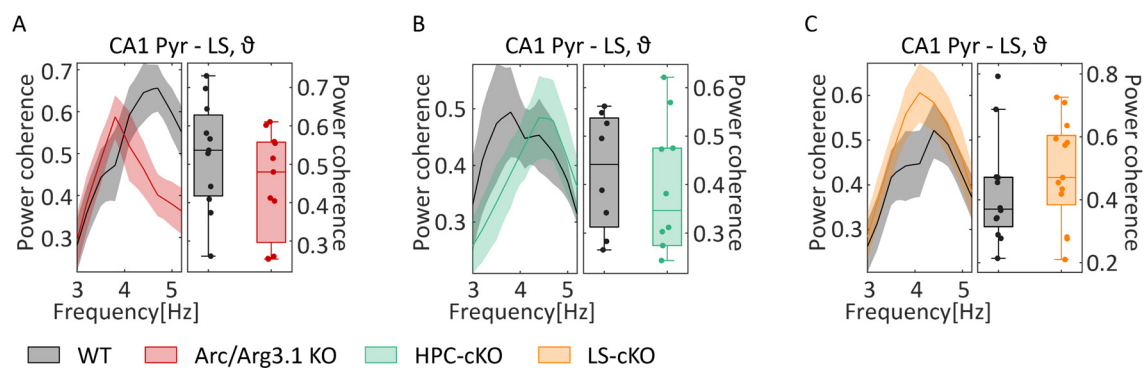 A
CA1 Pyr - LS, ϑ
Power coherence
0.7
0.6
0.5
0.4
0.3
3 4 5
Frequency[Hz]
0.7
0.6
0.5
0.4
0.3
Power coherence
B
CA1 Pyr - LS, ϑ
Power coherence
0.5
0.4
0.3
3 4 5
Frequency[Hz]
0.6
0.5
0.4
0.3
Power coherence
C
CA1 Pyr - LS, ϑ
Power coherence
0.6
0.5
0.4
0.3
3 4 5
Frequency[Hz]
0.8
0.6
0.4
0.2
Power coherence
WT Arc/Arg3.1 KO HPC-cKO LS-cKO